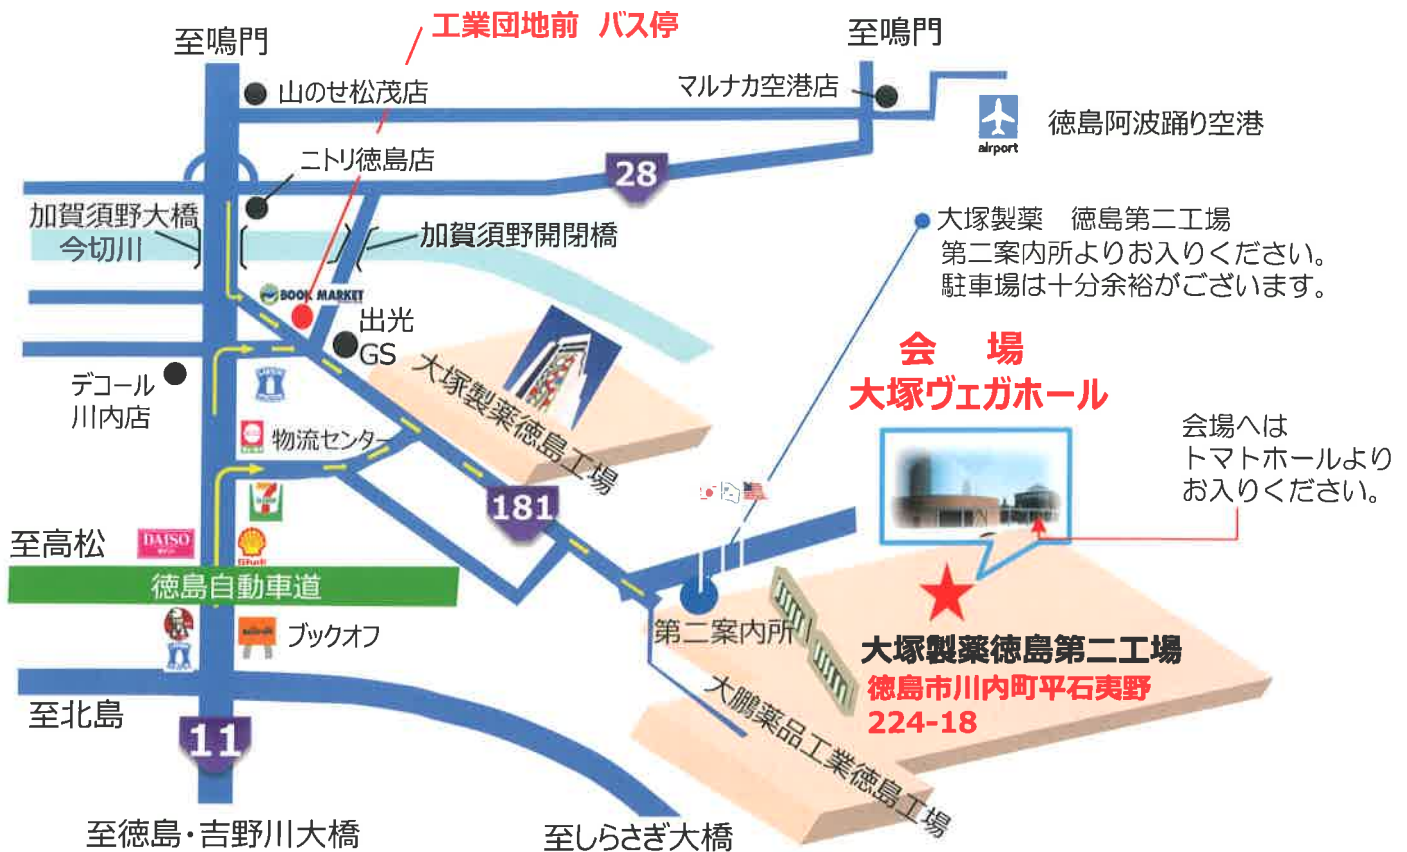 工業団地前 バス停
至鳴門
至鳴門
山のせ松茂店
マルナカ空港店
徳島阿波踊り空港
airport
ニトリ徳島店
28
加賀須野大橋
今切川
加賀須野開閉橋
大塚製薬 徳島第二工場
第二案内所よりお入りください。
駐車場は十分余裕がございます。
BOOK MARKET
出光
GS
会 場
大塚ヴェガホール
デコール
川内店
大塚製薬徳島工場
会場へは
トマトホールより
お入りください。
物流センター
181
至高松
DAISO
Shell
徳島自動車道
ブックオフ
第二案内所
大塚製薬徳島第二工場
徳島市川内町平石夷野
224-18
至北島
11
大鵬薬品工業徳島工場
至徳島・吉野川大橋
至しらさぎ大橋